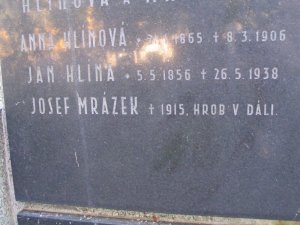 ANNA HLINOVÁ 1865 ✝ 8.3.1906
JAN HLINA * 5.5.1856 ✝ 26.5.1938
JOSEF MRÁZEK ✝ 1915, HROB V DÁLI.